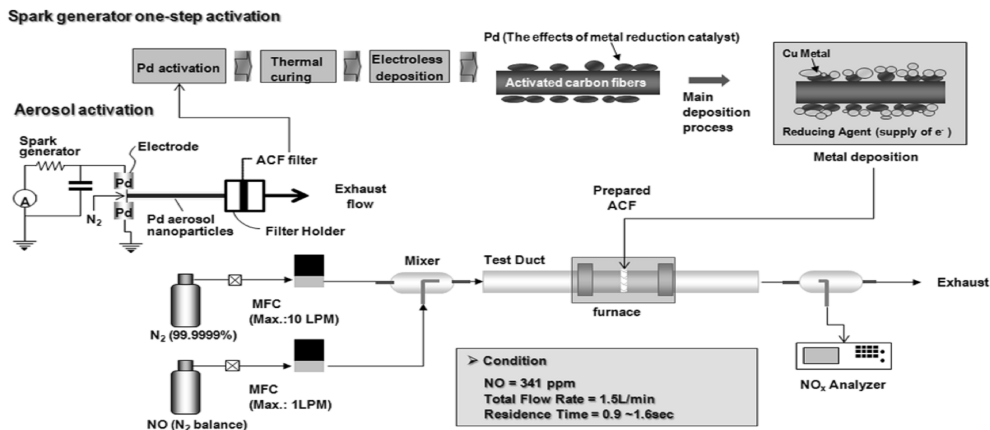 Spark generator one-step activation
Pd activation
Thermal
curing
Electroless
deposition
Pd (The effects of metal reduction catalyst)
Activated carbon fibers
Main
deposition
process
Cu Metal
Reducing Agent (supply of e⁻ )
Metal deposition
Aerosol activation
Spark
generator
Electrode
Pd
Pd
A
N₂
Pd aerosol
nanoparticles
ACF filter
Filter Holder
Exhaust
flow
Prepared
ACF
Mixer
Test Duct
furnace
Exhaust
N₂ (99.9999%)
MFC
(Max.:10 LPM)
NO (N₂ balance)
MFC
(Max.: 1LPM)
➢ Condition
NO = 341 ppm
Total Flow Rate = 1.5L/min
Residence Time = 0.9 ~1.6sec
NOₓ Analyzer